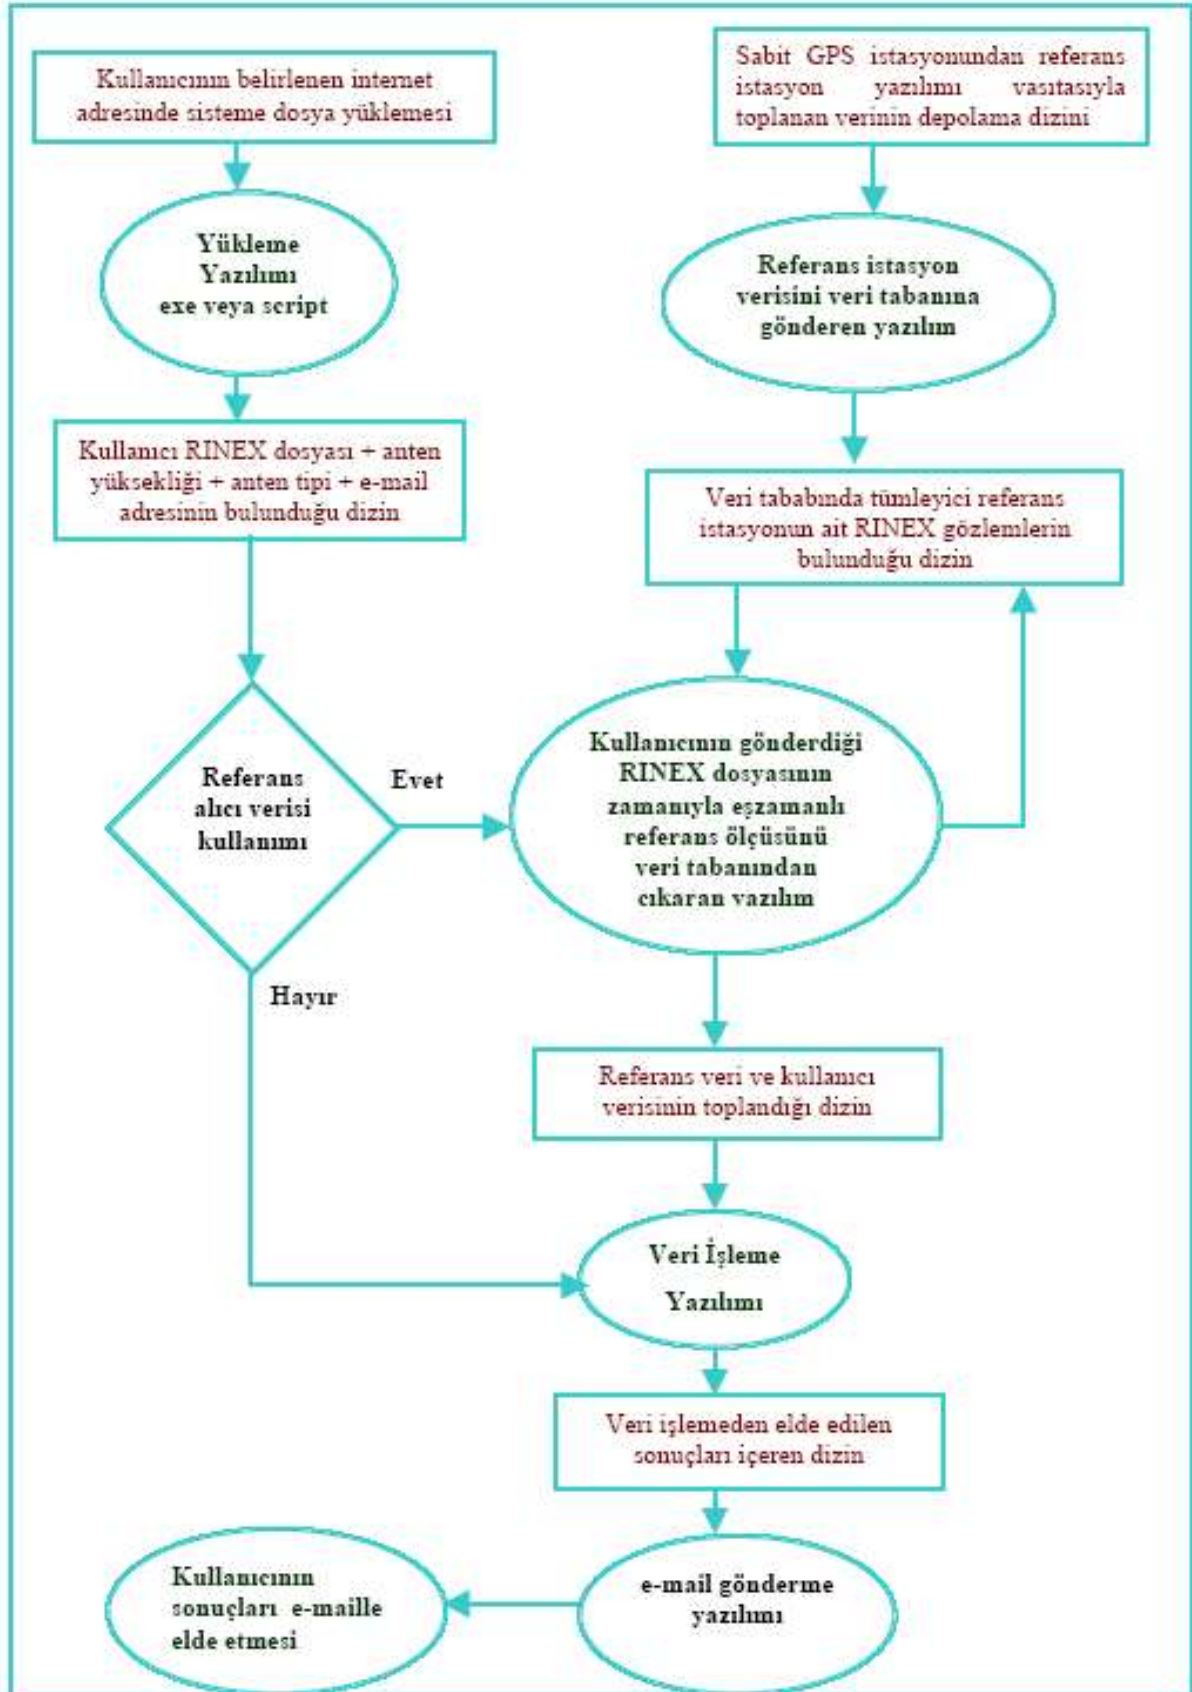 Kullanıcının belirlenen internet
adresinde sisteme dosya yüklemesi
Sabit GPS istasyonundan referans
istasyon yazılımı vasıtasıyla
toplanan verinin depolama dizini
Yükleme
Yazılımı
exe veya script
Referans istasyon
verisini veri tabanına
gönderen yazılım
Kullanıcı RINEX dosyası + anten
yüksekliği + anten tipi + e-mail
adresinin bulunduğu dizin
Veri tababında tümleyici referans
istasyonun ait RINEX gözlemlerin
bulunduğu dizin
Referans
alıcı verisi
kullanımı
Evet
Kullanıcının gönderdiği
RINEX dosyasının
zamanıyla eşzamanlı
referans ölçüsünü
veri tabanından
cıkaran vazılım
Hayır
Referans veri ve kullanıcı
verisinin toplandığı dizin
Veri İşleme
Yazılımı
Veri işlemeden elde edilen
sonuçları içeren dizin
Kullanıcının
sonuçları e-maille
elde etmesi
e-mail gönderme
yazılımı